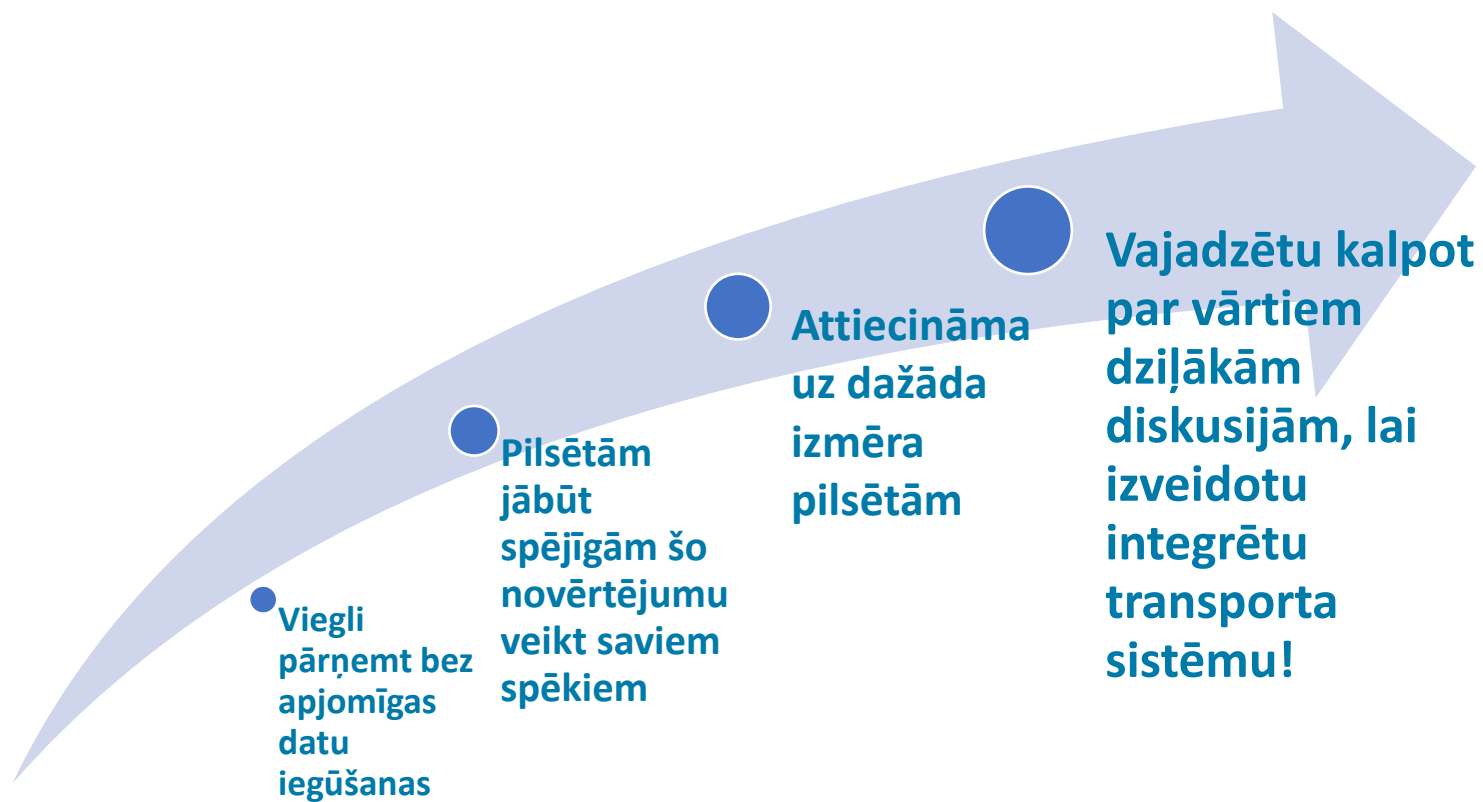 Viegli
pārņemt bez
apjomīgas
datu
iegūšanas
Pilsētām
jābūt
spējīgām šo
novērtējumu
veikt saviem
spēkiem
Attiecināma
uz dažāda
izmēra
pilsētām
Vajadzētu kalpot
par vārtiem
dziļākām
diskusijām, lai
izveidotu
integrētu
transporta
sistēmu!